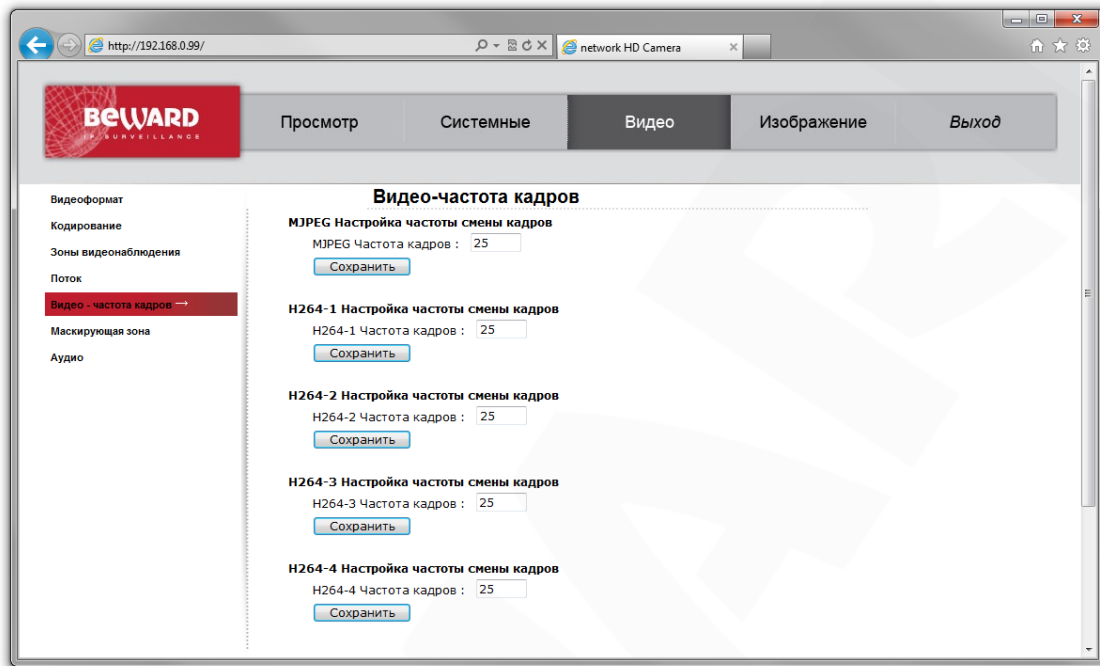 http://192.168.0.99/
network HD Camera
BEWARD
IP SURVEILLANCE
Просмотр
Системные
Видео
Изображение
Выход
Видеоформат
Кодирование
Зоны видеонаблюдения
Поток
Видео - частота кадров →
Маскирующая зона
Аудио
Видео-частота кадров
MJPEG Настройка частоты смены кадров
MJPEG Частота кадров : 25
Сохранить
H264-1 Настройка частоты смены кадров
H264-1 Частота кадров : 25
Сохранить
H264-2 Настройка частоты смены кадров
H264-2 Частота кадров : 25
Сохранить
H264-3 Настройка частоты смены кадров
H264-3 Частота кадров : 25
Сохранить
H264-4 Настройка частоты смены кадров
H264-4 Частота кадров : 25
Сохранить